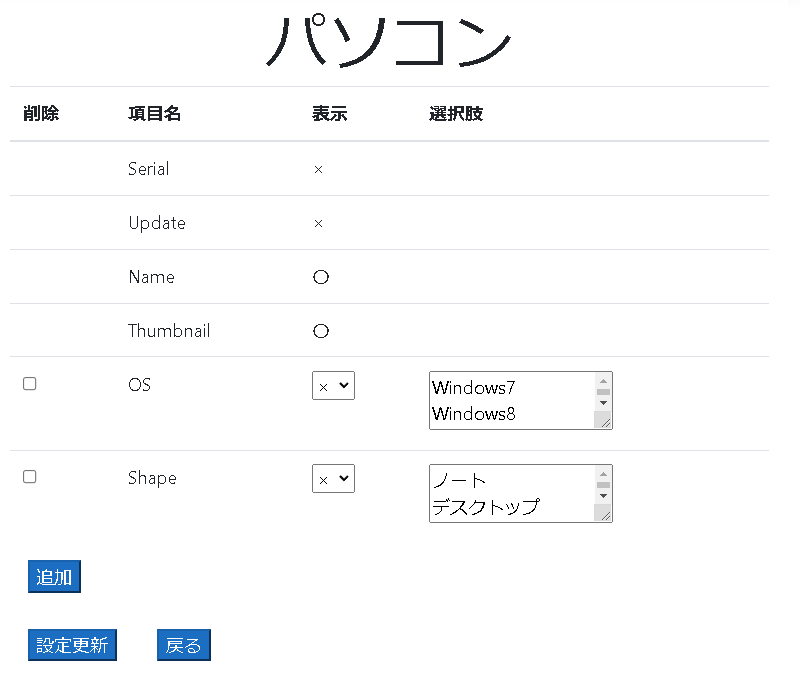 パソコン
削除 項目名 表示 選択肢
Serial ×
Update ×
Name ○
Thumbnail ○
OS × Windows7
Windows8
Shape × ノート
デスクトップ
追加
設定更新 戻る